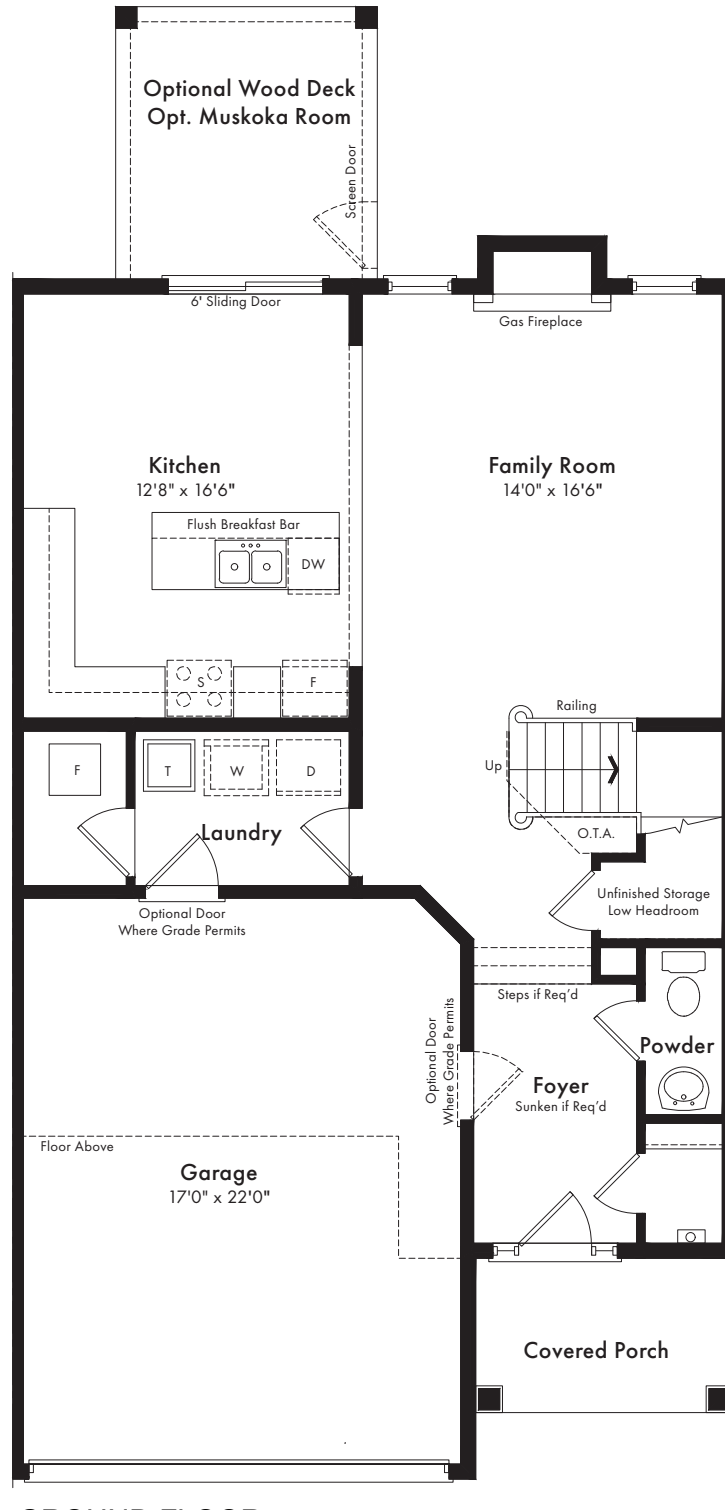 Optional Wood Deck
Opt. Muskoka Room
Screen Door
6' Sliding Door
Gas Fireplace
Kitchen
12'8" x 16'6"
Family Room
14'0" x 16'6"
Flush Breakfast Bar
DW
S
F
Railing
Up
O.T.A.
F
T
W
D
Laundry
Unfinished Storage
Low Headroom
Optional Door
Where Grade Permits
Steps if Req'd
Optional Door
Where Grade Permits
Powder
Foyer
Sunken if Req'd
Floor Above
Garage
17'0" x 22'0"
Covered Porch
GROUND FLOOR